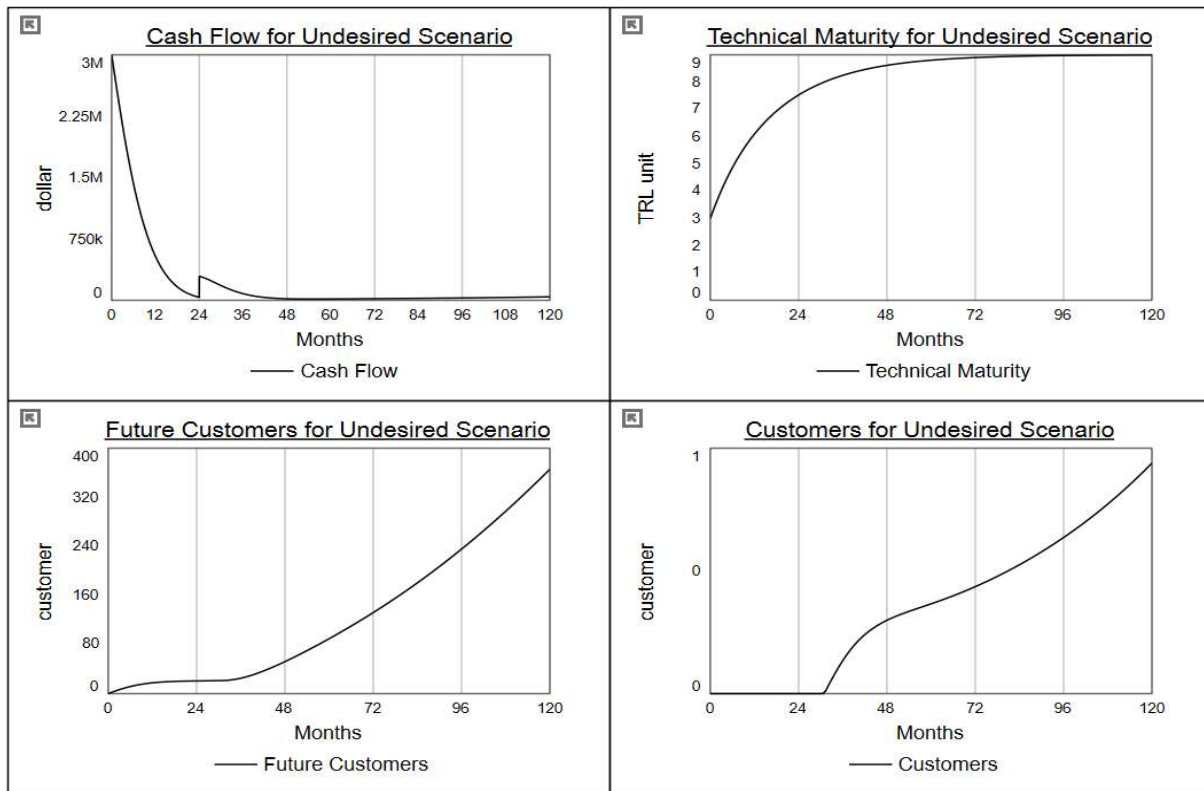 Cash Flow for Undesired Scenario
3M
2.25M
1.5M
750k
0
dollar
0 12 24 36 48 60 72 84 96 108 120
Months
Cash Flow
Technical Maturity for Undesired Scenario
9
8
7
6
5
4
3
2
1
0
TRL unit
0 24 48 72 96 120
Months
Technical Maturity
Future Customers for Undesired Scenario
400
320
240
160
80
0
customer
0 24 48 72 96 120
Months
Future Customers
Customers for Undesired Scenario
1
0
0
customer
0 24 48 72 96 120
Months
Customers